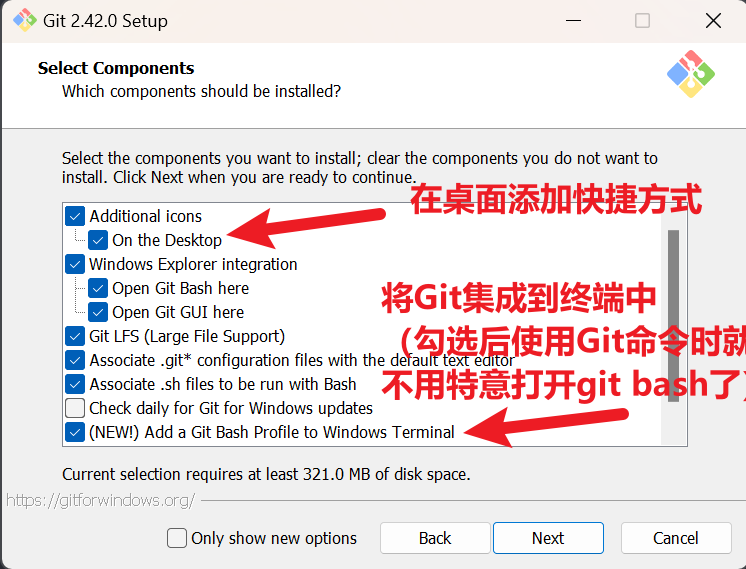 Git 2.42.0 Setup
Select Components
Which components should be installed?
Select the components you want to install; clear the components you do not want to
install. Click Next when you are ready to continue.
在桌面添加快捷方式
Additional icons
On the Desktop
Windows Explorer integration
Open Git Bash here
将Git集成到终端中
Open Git GUI here
Git LFS (Large File Support)
（勾选后使用Git命令时就
Associate .git* configuration files with the default text editor
Associate .sh files to be run with Bash
不用特意打开git bash了）
Check daily for Git for Windows updates
(NEW!) Add a Git Bash Profile to Windows Terminal
Current selection requires at least 321.0 MB of disk space.
https://gitforwindows.org/
Only show new options
Back
Next
Cancel